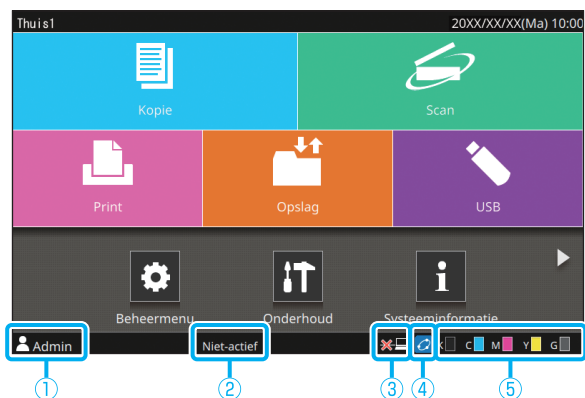 Thuis1 20XX/XX/XX(Ma) 10:00
Kopie Scan
Print Opslag USB
Beheermenu Onderhoud Systeeminformatie
Admin Niet-actief K C M Y G
① ② ③ ④ ⑤